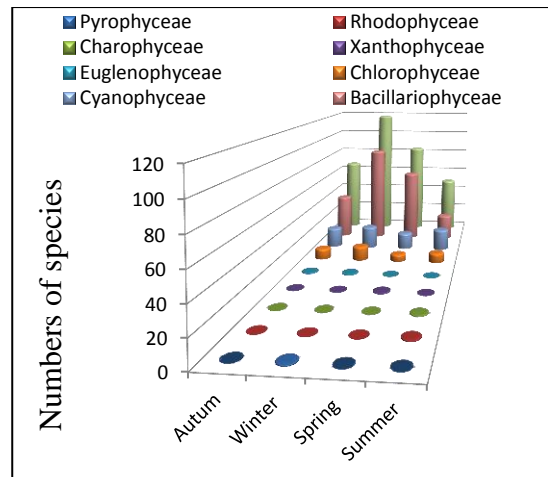 Pyrophyceae Rhodophyceae
Charophyceae Xanthophyceae
Euglenophyceae Chlorophyceae
Cyanophyceae Bacillariophyceae
Numbers of species
120
100
80
60
40
20
0
Autum Winter Spring Summer